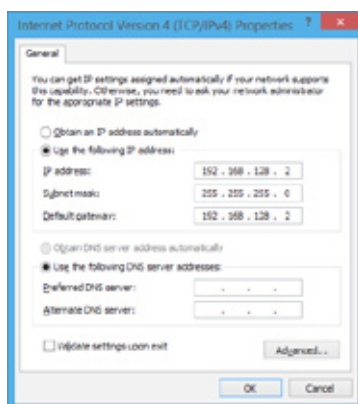 Internet Protocol Version 4 (TCP/IPv4) Properties ? x
General
You can get IP settings assigned automatically if your network supports
this capability. Otherwise, you need to ask your network administrator
for the appropriate IP settings.
Obtain an IP address automatically
Use the following IP address:
IP address: 192 . 168 . 128 . 2
Subnet mask: 255 . 255 . 255 . 0
Default gateway: 192 . 168 . 128 . 2
Obtain DNS server address automatically
Use the following DNS server addresses:
Preferred DNS server: . . .
Alternate DNS server: . . .
Validate settings upon exit
Advanced...
OK Cancel